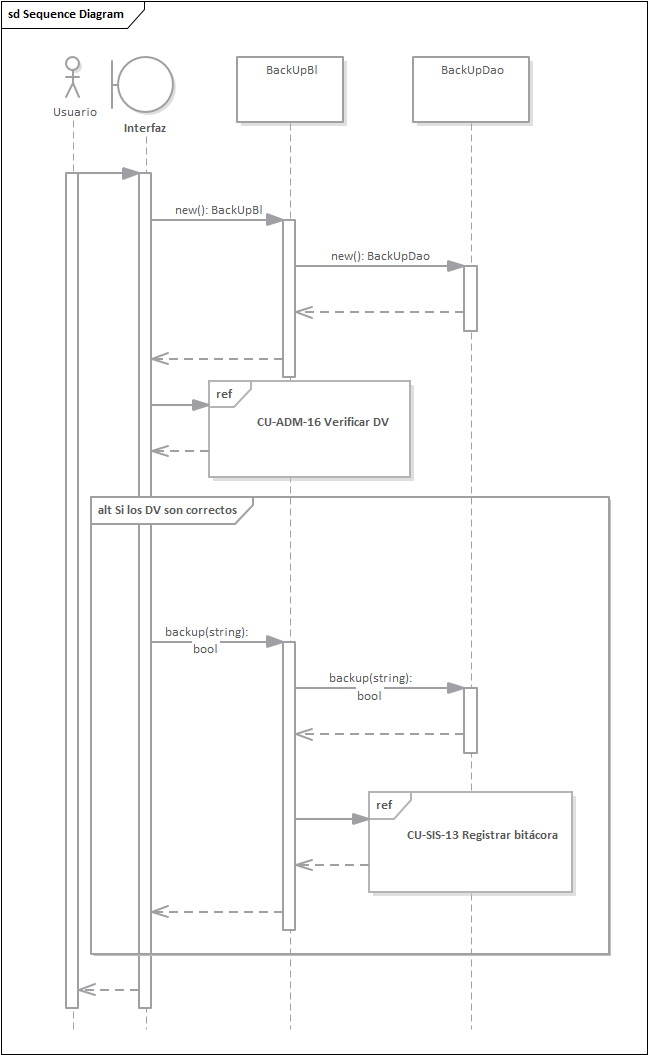 sd Sequence Diagram
BackUpBl
BackUpDao
Usuario
Interfaz
new(): BackUpBl
new(): BackUpDao
ref
CU-ADM-16 Verificar DV
alt Si los DV son correctos
backup(string):
bool
backup(string):
bool
ref
CU-SIS-13 Registrar bitácora